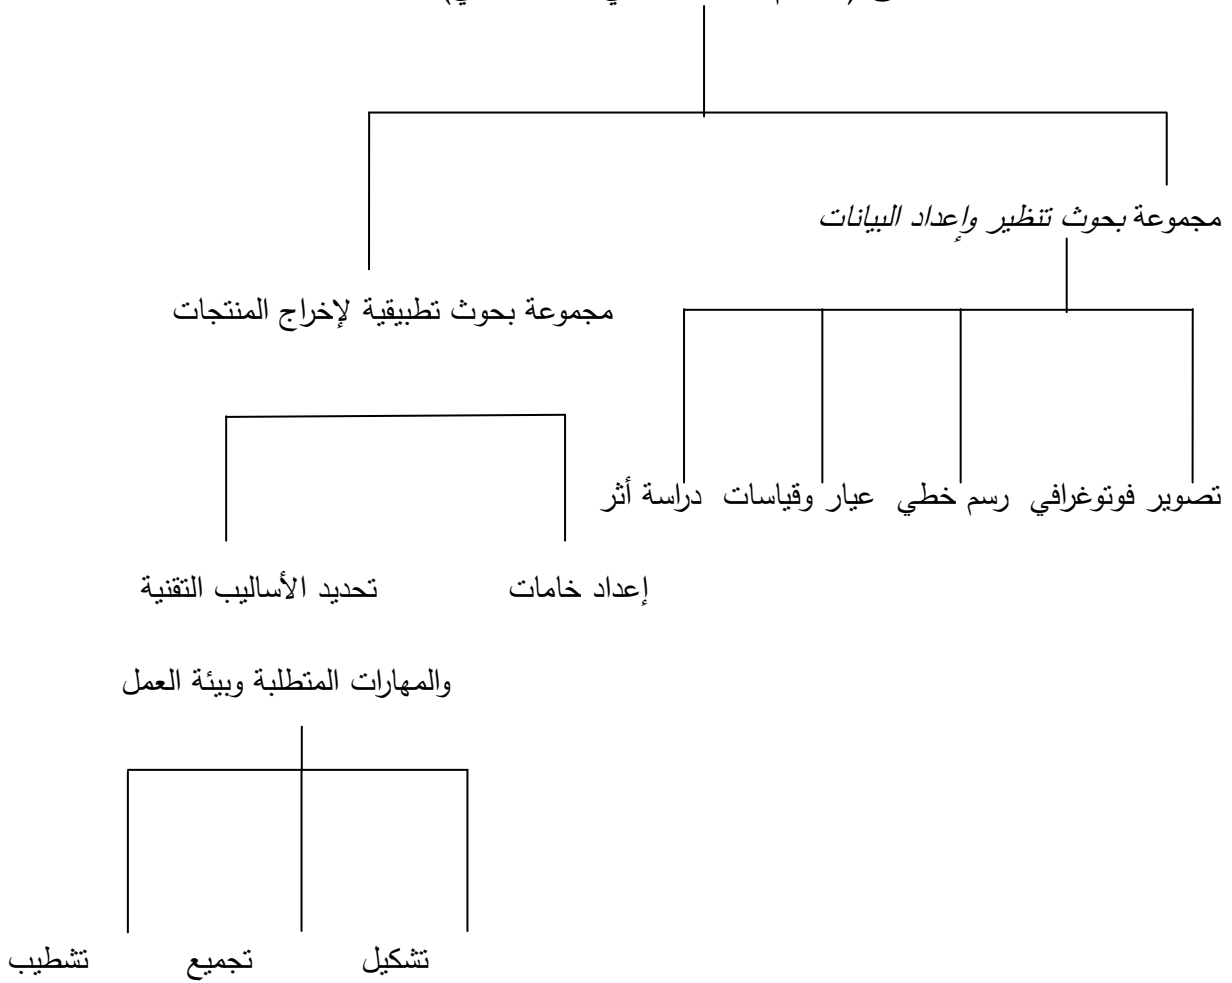 مجموعة بحوث تنظير وإعداد البيانات
مجموعة بحوث تطبيقية لإخراج المنتجات
تصوير فوتوغرافي رسم خطي عيار وقياسات دراسة أثر
إعداد خامات تحديد الأساليب التقنية
والمهارات المتطلبة وبيئة العمل
تشكيل تجميع تشطيب